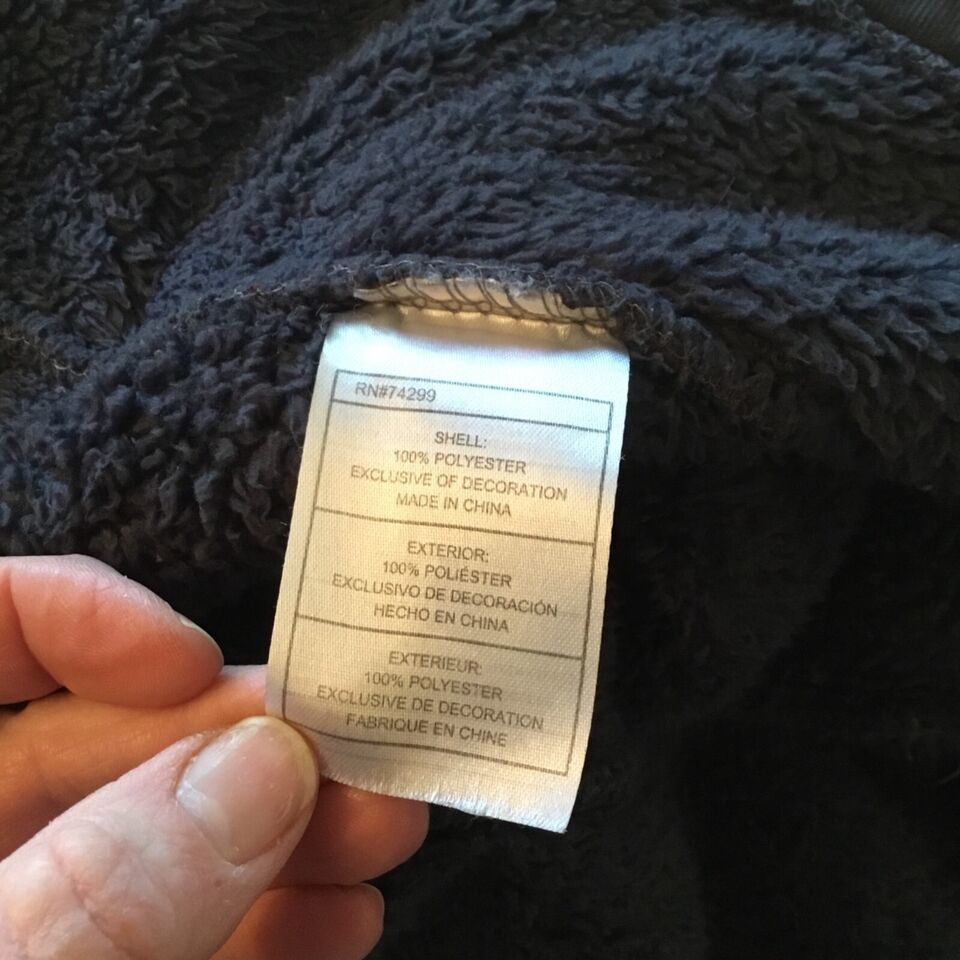 RN#74299
SHELL:
100% POLYESTER
EXCLUSIVE OF DECORATION
MADE IN CHINA
EXTERIOR:
100% POLIÉSTER
EXCLUSIVO DE DECORACIÓN
HECHO EN CHINA
EXTERIEUR:
100% POLYESTER
EXCLUSIVE DE DECORATION
FABRIQUE EN CHINE